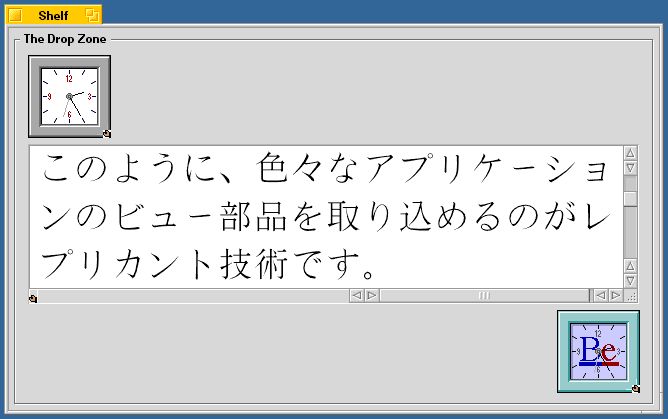 Shelf
The Drop Zone
12
9 3
6
このように、色々なアプリケーショ
ンのビュー部品を取り込めるのがレ
プリカント技術です。
12
9 Be 3
6